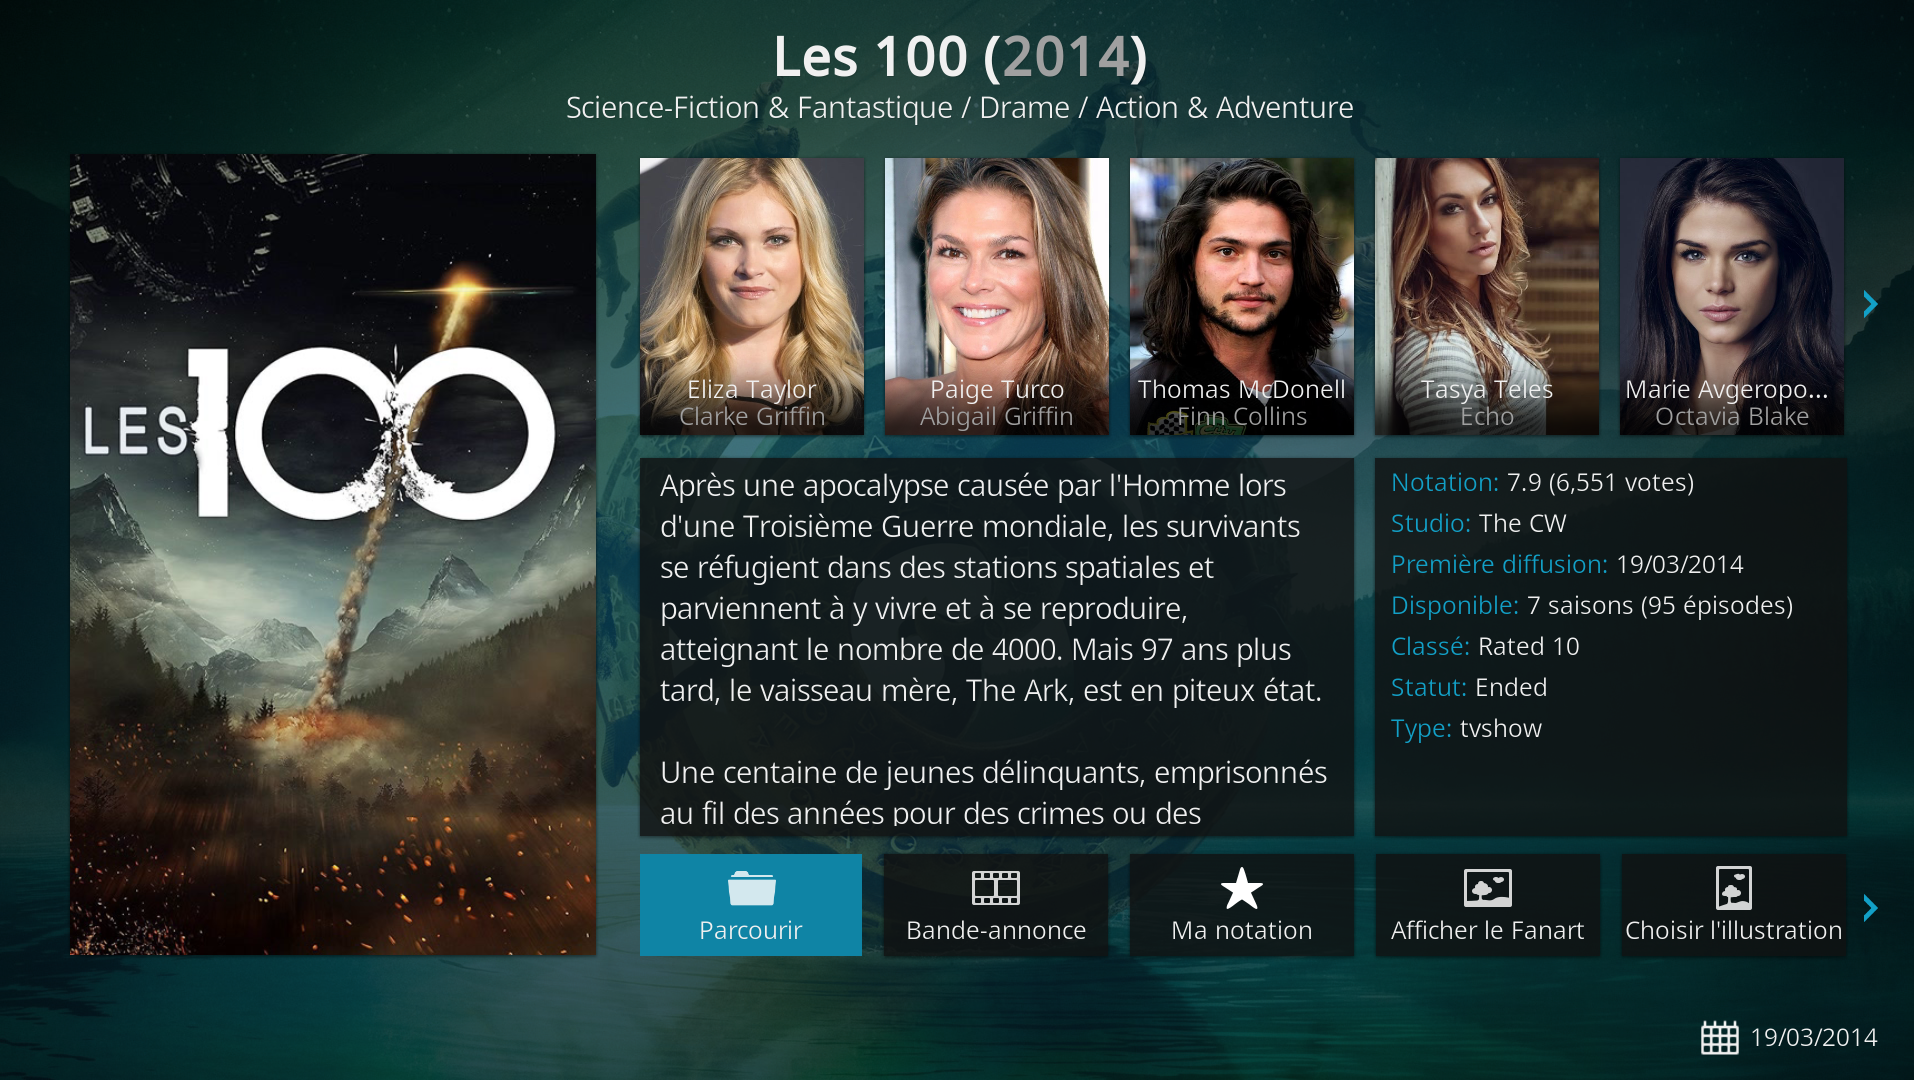 Les 100 (2014)
Science-Fiction & Fantastique / Drame / Action & Adventure
LES 100
Eliza Taylor
Clarke Griffin
Paige Turco
Abigail Griffin
Thomas McDonell
Finn Collins
Tasya Teles
Echo
Marie Avgeropo...
Octavia Blake
Après une apocalypse causée par l'Homme lors
d'une Troisième Guerre mondiale, les survivants
se réfugient dans des stations spatiales et
parviennent à y vivre et à se reproduire,
atteignant le nombre de 4000. Mais 97 ans plus
tard, le vaisseau mère, The Ark, est en piteux état.
Une centaine de jeunes délinquants, emprisonnés
au fil des années pour des crimes ou des
Notation: 7.9 (6,551 votes)
Studio: The CW
Première diffusion: 19/03/2014
Disponible: 7 saisons (95 épisodes)
Classé: Rated 10
Statut: Ended
Type: tvshow
Parcourir
Bande-annonce
Ma notation
Afficher le Fanart
Choisir l'illustration
19/03/2014